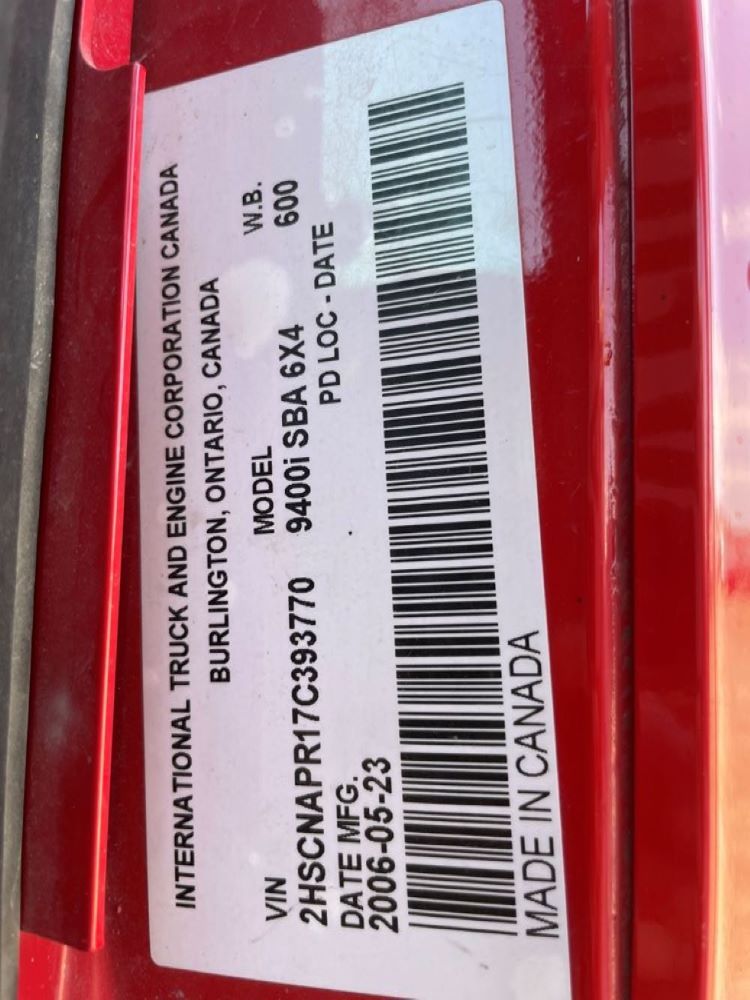 INTERNATIONAL TRUCK AND ENGINE CORPORATION CANADA
BURLINGTON, ONTARIO, CANADA
VIN MODEL W.B.
2HSCNAPR17C393770 9400i SBA 6X4 600
DATE MFG. PD LOC - DATE
2006-05-23
MADE IN CANADA